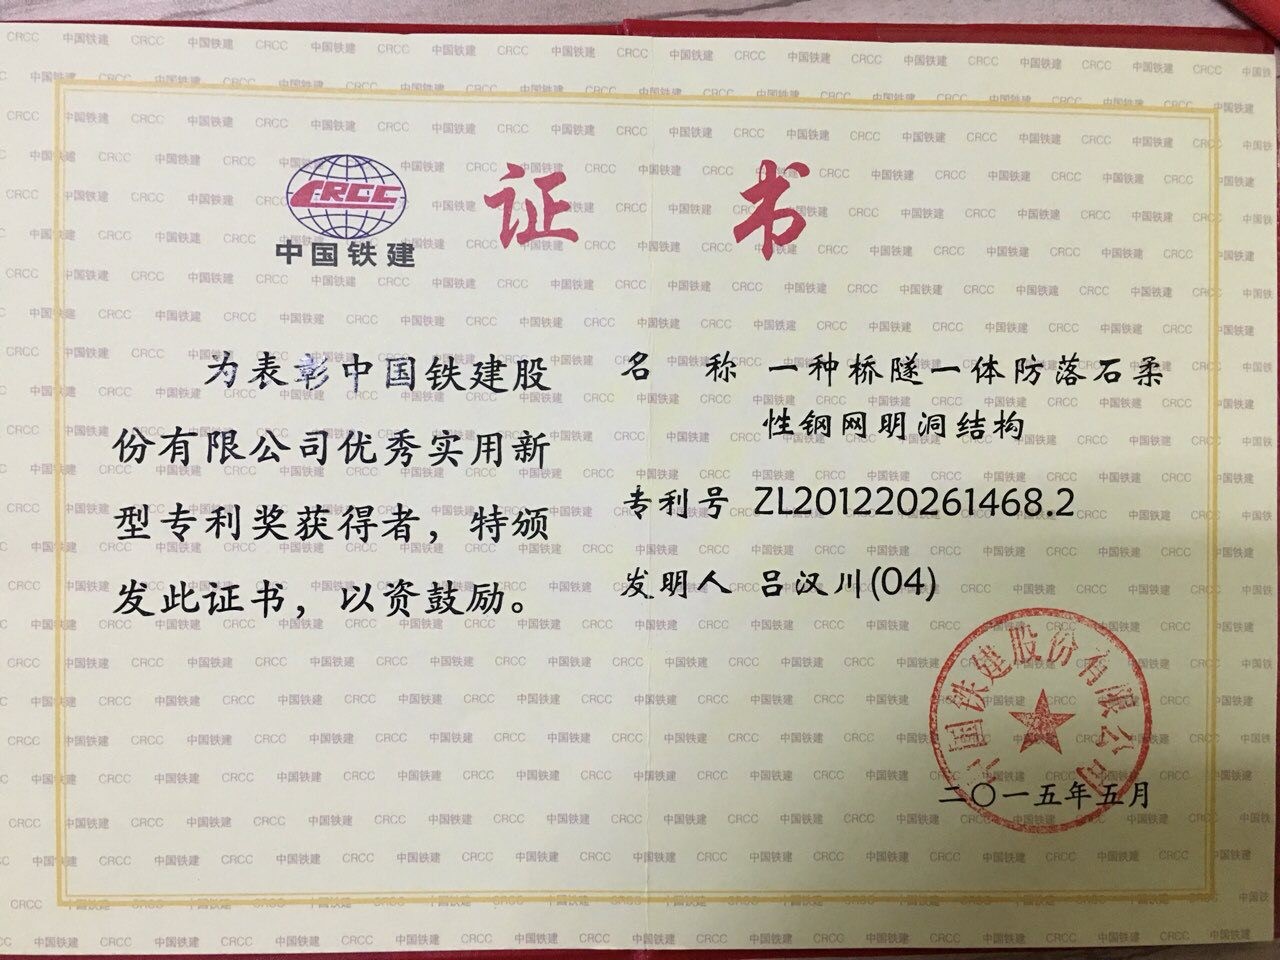 CRCC
中国铁建
证 书
为表彰中国铁建股
份有限公司优秀实用新
型专利奖获得者，特颁
发此证书，以资鼓励。
名 称 一种桥隧一体防落石柔
性钢网明洞结构
专利号 ZL201220261468.2
发明人 吕汉川(04)
中国铁建股份有限公司
二〇一五年五月